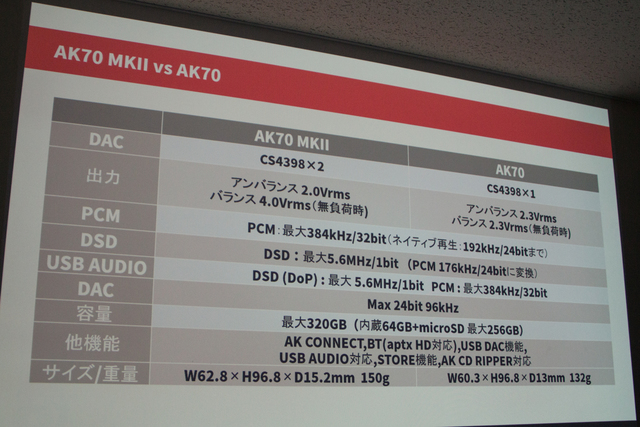 AK70 MKII vs AK70
AK70 MKII AK70
DAC CS4398×2 CS4398×1
出力 アンバランス 2.0Vrms アンバランス 2.3Vrms
バランス 4.0Vrms(無負荷時) バランス 2.3Vrms(無負荷時)
PCM PCM:最大384kHz/32bit(ネイティブ再生:192kHz/24bitまで)
DSD DSD:最大5.6MHz/1bit (PCM 176kHz/24bitに変換)
USB AUDIO DSD (DoP) : 最大 5.6MHz/1bit PCM : 最大384kHz/32bit
DAC Max 24bit 96kHz
容量 最大320GB (内蔵64GB+microSD 最大256GB)
他機能 AK CONNECT,BT(aptx HD対応),USB DAC機能,
USB AUDIO対応,STORE機能,AK CD RIPPER対応
サイズ/重量 W62.8×H96.8×D15.2mm 150g W60.3×H96.8×D13mm 132g